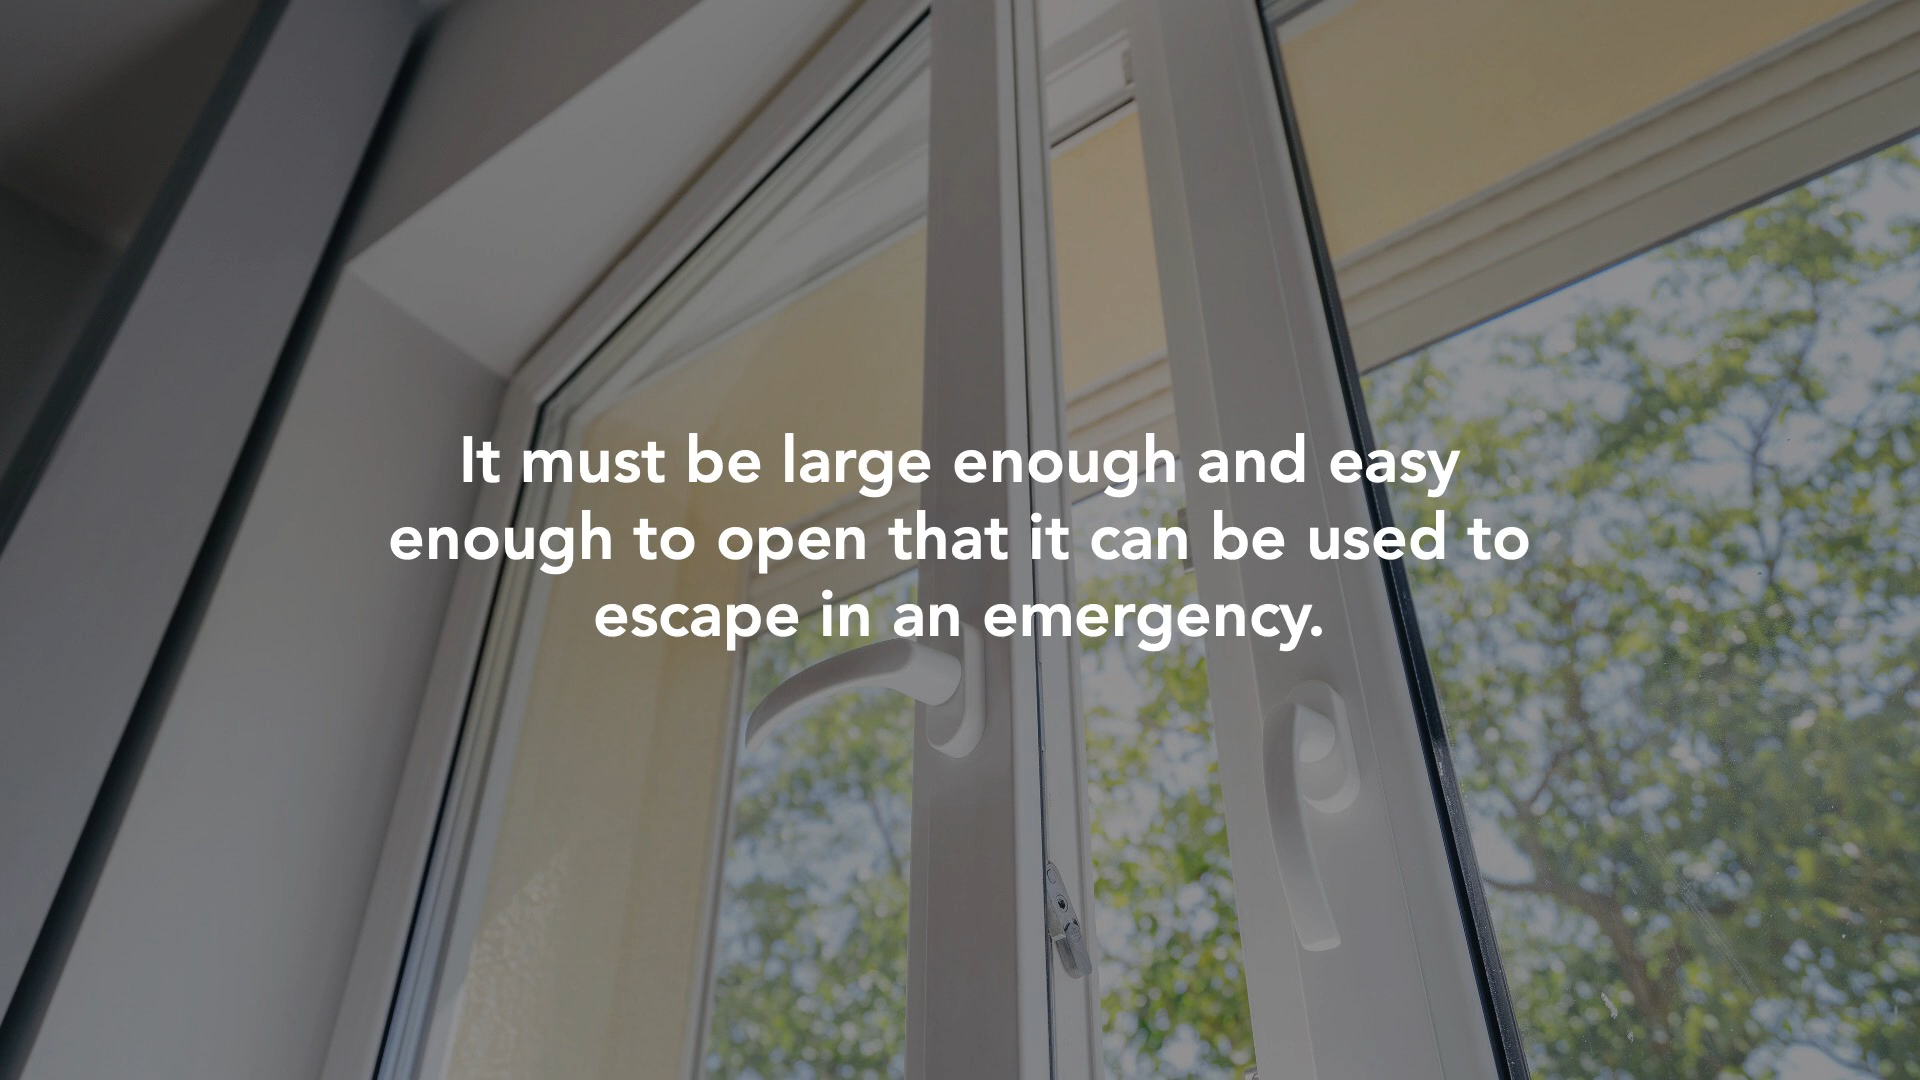 It must be large enough and easy
enough to open that it can be used to
escape in an emergency.